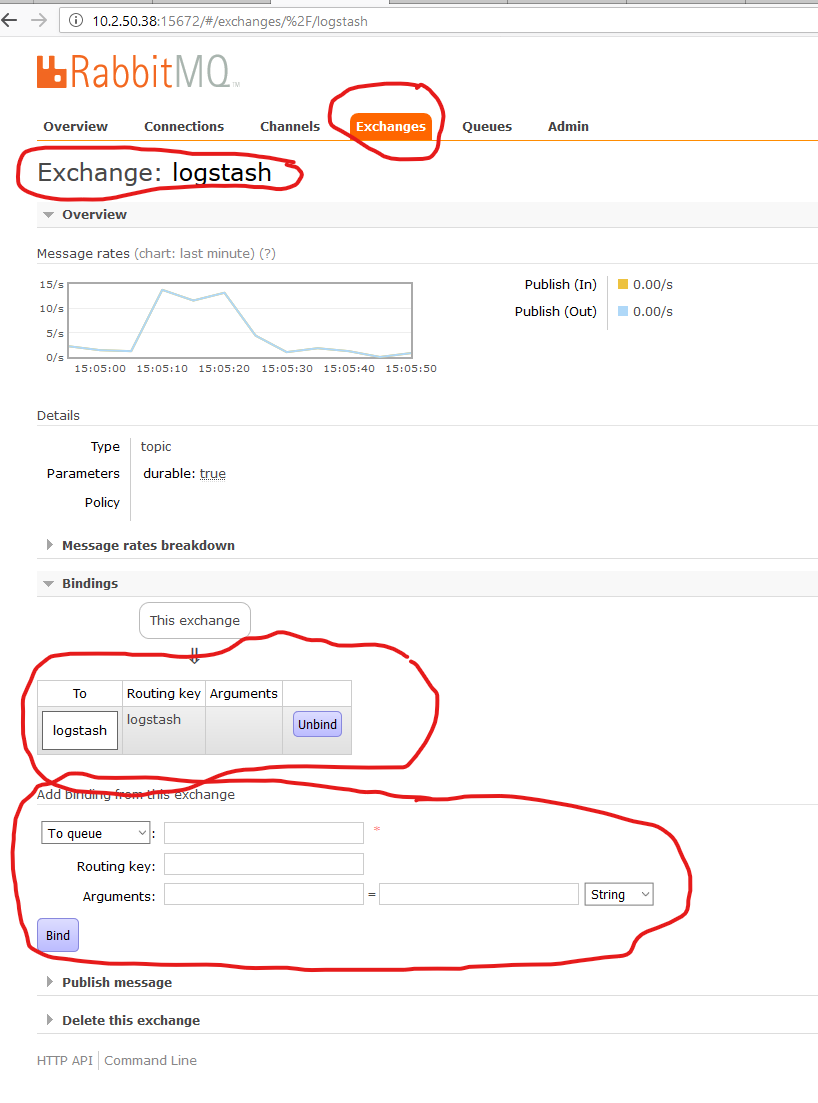 10.2.50.38:15672/#/exchanges/%2F/logstash
RabbitMQ™
Overview Connections Channels Exchanges Queues Admin
Exchange: logstash
Overview
Message rates (chart: last minute) (?)
15/s
10/s
5/s
0/s
15:05:00 15:05:10 15:05:20 15:05:30 15:05:40 15:05:50
Publish (In) 0.00/s
Publish (Out) 0.00/s
Details
Type topic
Parameters durable: true
Policy
Message rates breakdown
Bindings
This exchange
⇓
To Routing key Arguments
logstash logstash Unbind
Add binding from this exchange
To queue : *
Routing key:
Arguments: = String
Bind
Publish message
Delete this exchange
HTTP API Command Line